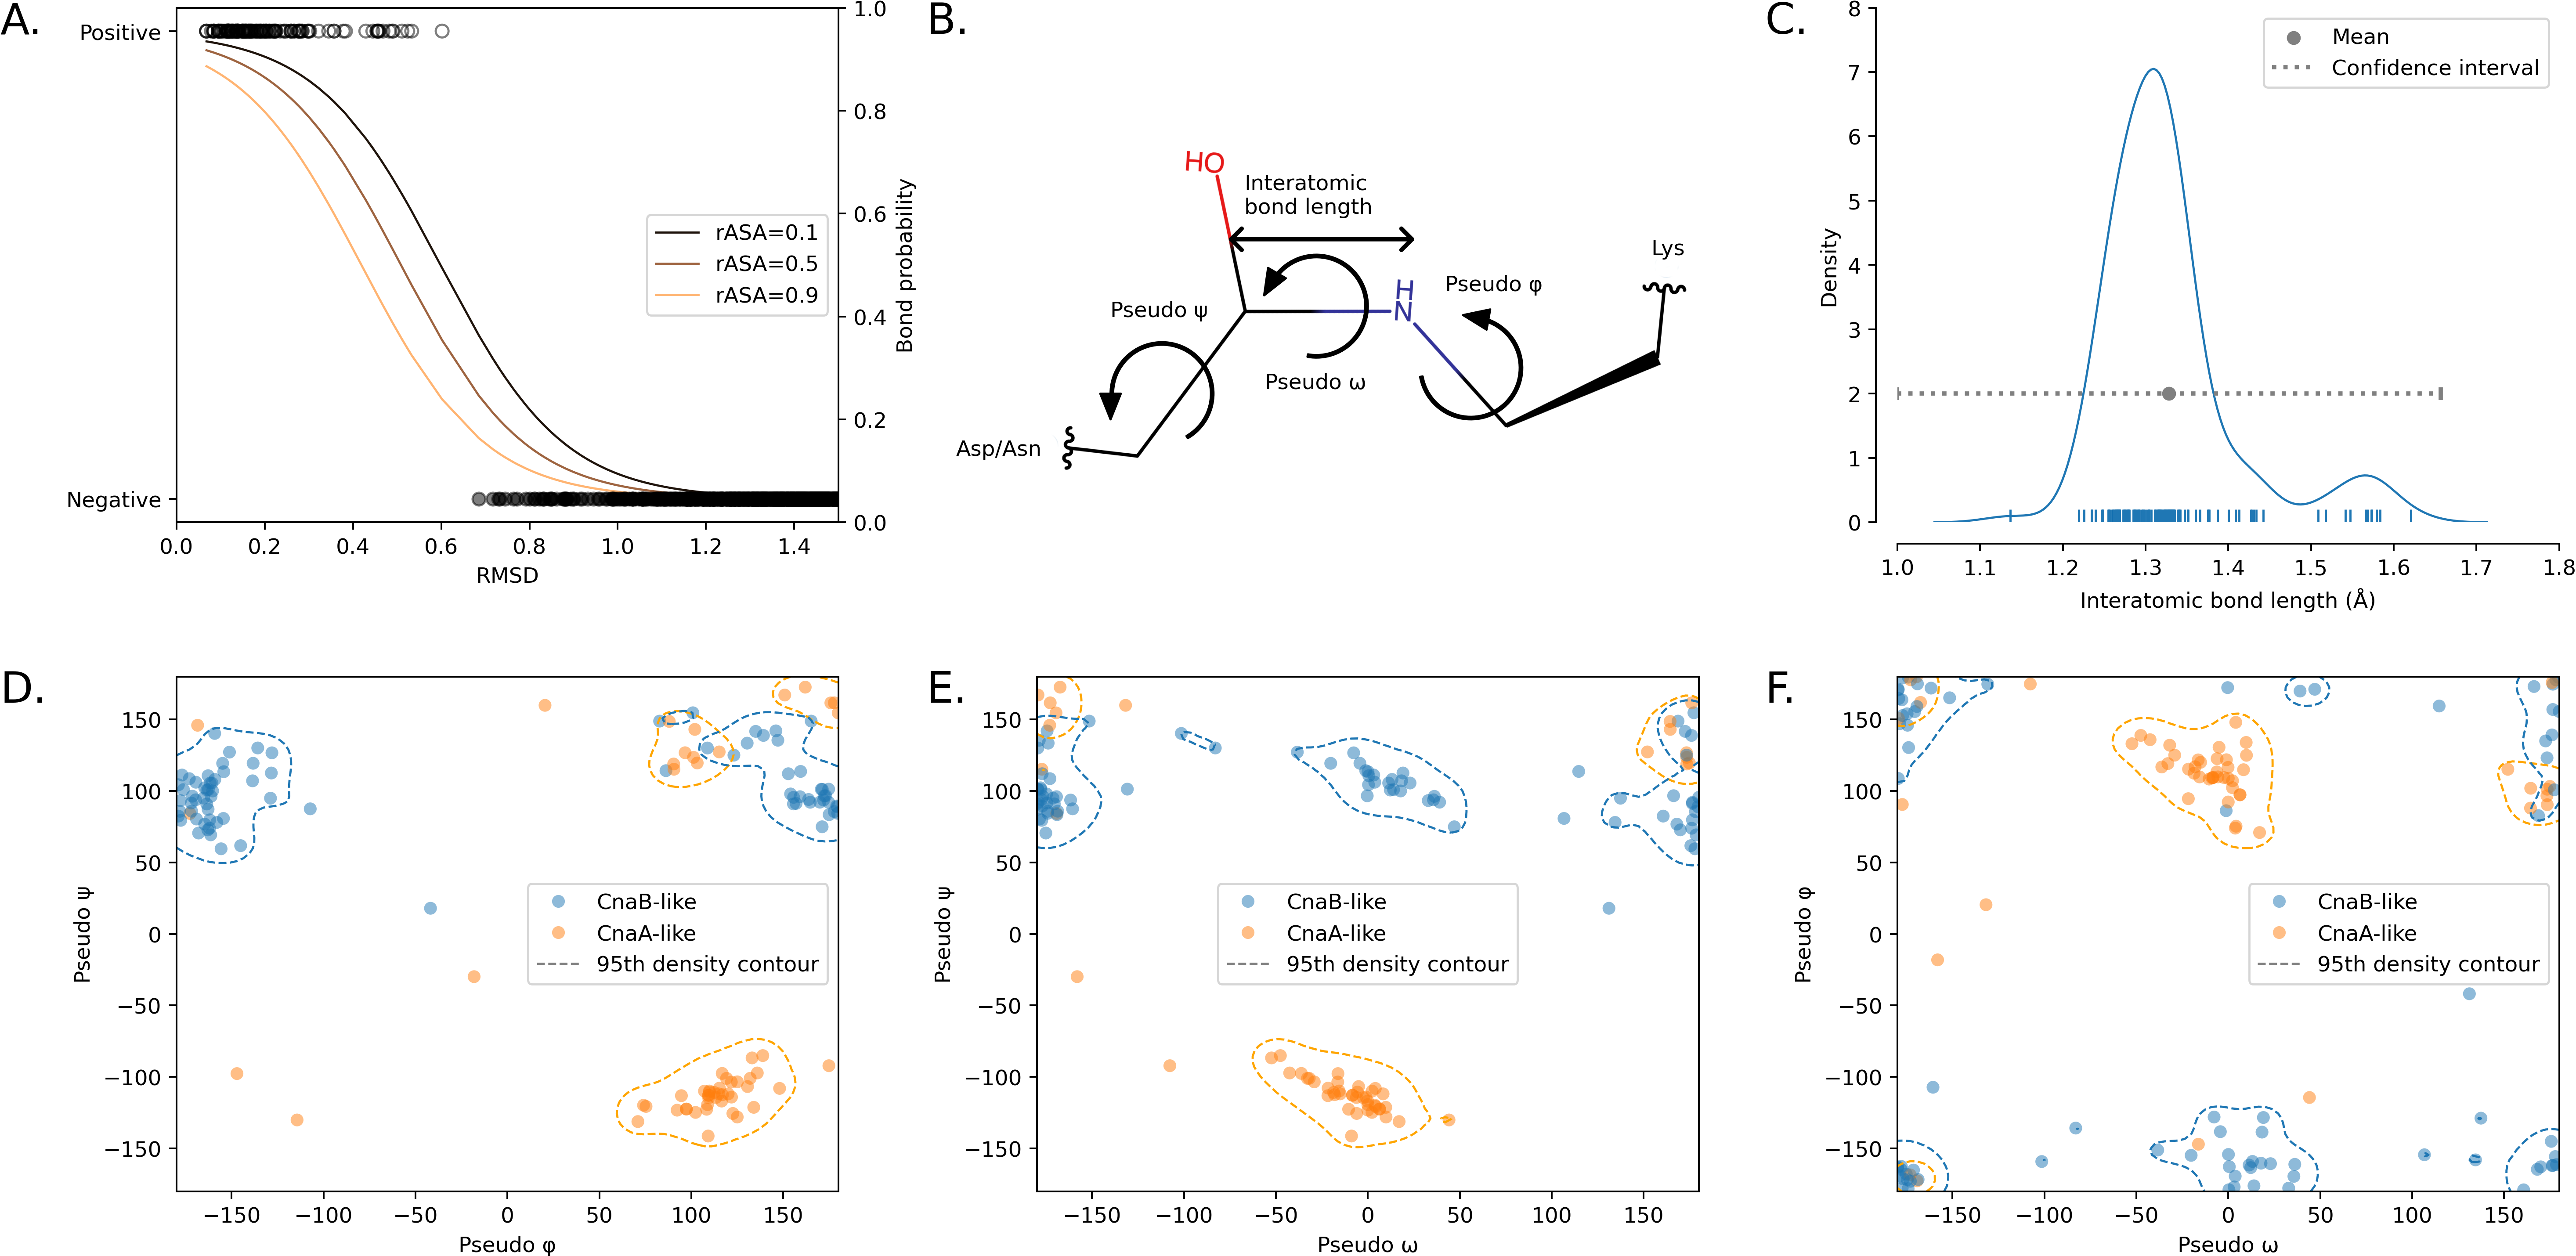 A.
Positive
Negative
1.0
0.8
0.6
0.4
0.2
0.0
Bond probability
rASA=0.1
rASA=0.5
rASA=0.9
0.0 0.2 0.4 0.6 0.8 1.0 1.2 1.4
RMSD
B.
HO
Interatomic
bond length
Lys
H
N
Pseudo φ
Pseudo ψ
Pseudo ω
Asp/Asn
C.
8
7
6
5
4
3
2
1
0
Density
Mean
Confidence interval
1.0 1.1 1.2 1.3 1.4 1.5 1.6 1.7 1.8
Interatomic bond length (Å)
D.
150
100
50
0
−50
−100
−150
Pseudo ψ
CnaB-like
CnaA-like
95th density contour
−150 −100 −50 0 50 100 150
Pseudo φ
E.
150
100
50
0
−50
−100
−150
Pseudo ψ
CnaB-like
CnaA-like
95th density contour
−150 −100 −50 0 50 100 150
Pseudo ω
F.
150
100
50
0
−50
−100
−150
Pseudo φ
CnaB-like
CnaA-like
95th density contour
−150 −100 −50 0 50 100 150
Pseudo ω